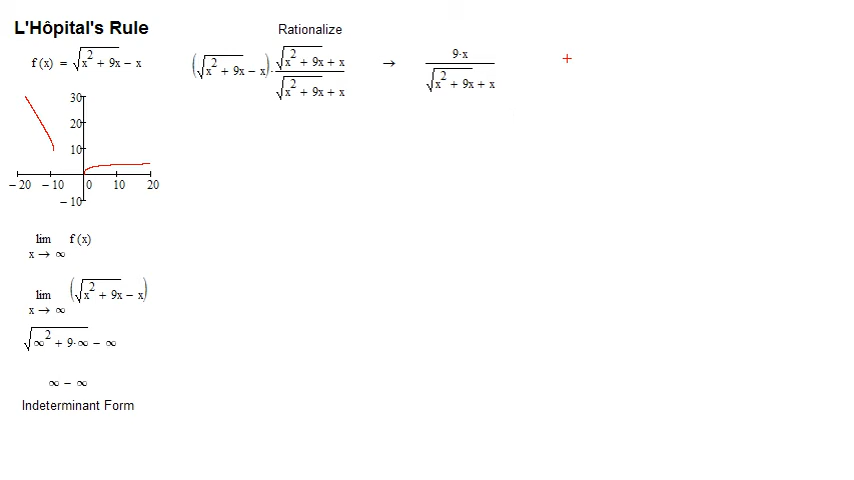 L'Hôpital's Rule
f(x) = √(x² + 9x) − x
30
20
10
− 20 − 10 0 10 20
− 10
lim f(x)
x → ∞
lim (√(x² + 9x) − x)
x → ∞
√(∞² + 9·∞) − ∞
∞ − ∞
Indeterminant Form
Rationalize
(√(x² + 9x) − x) · (√(x² + 9x) + x) / (√(x² + 9x) + x) → 9·x / (√(x² + 9x) + x)